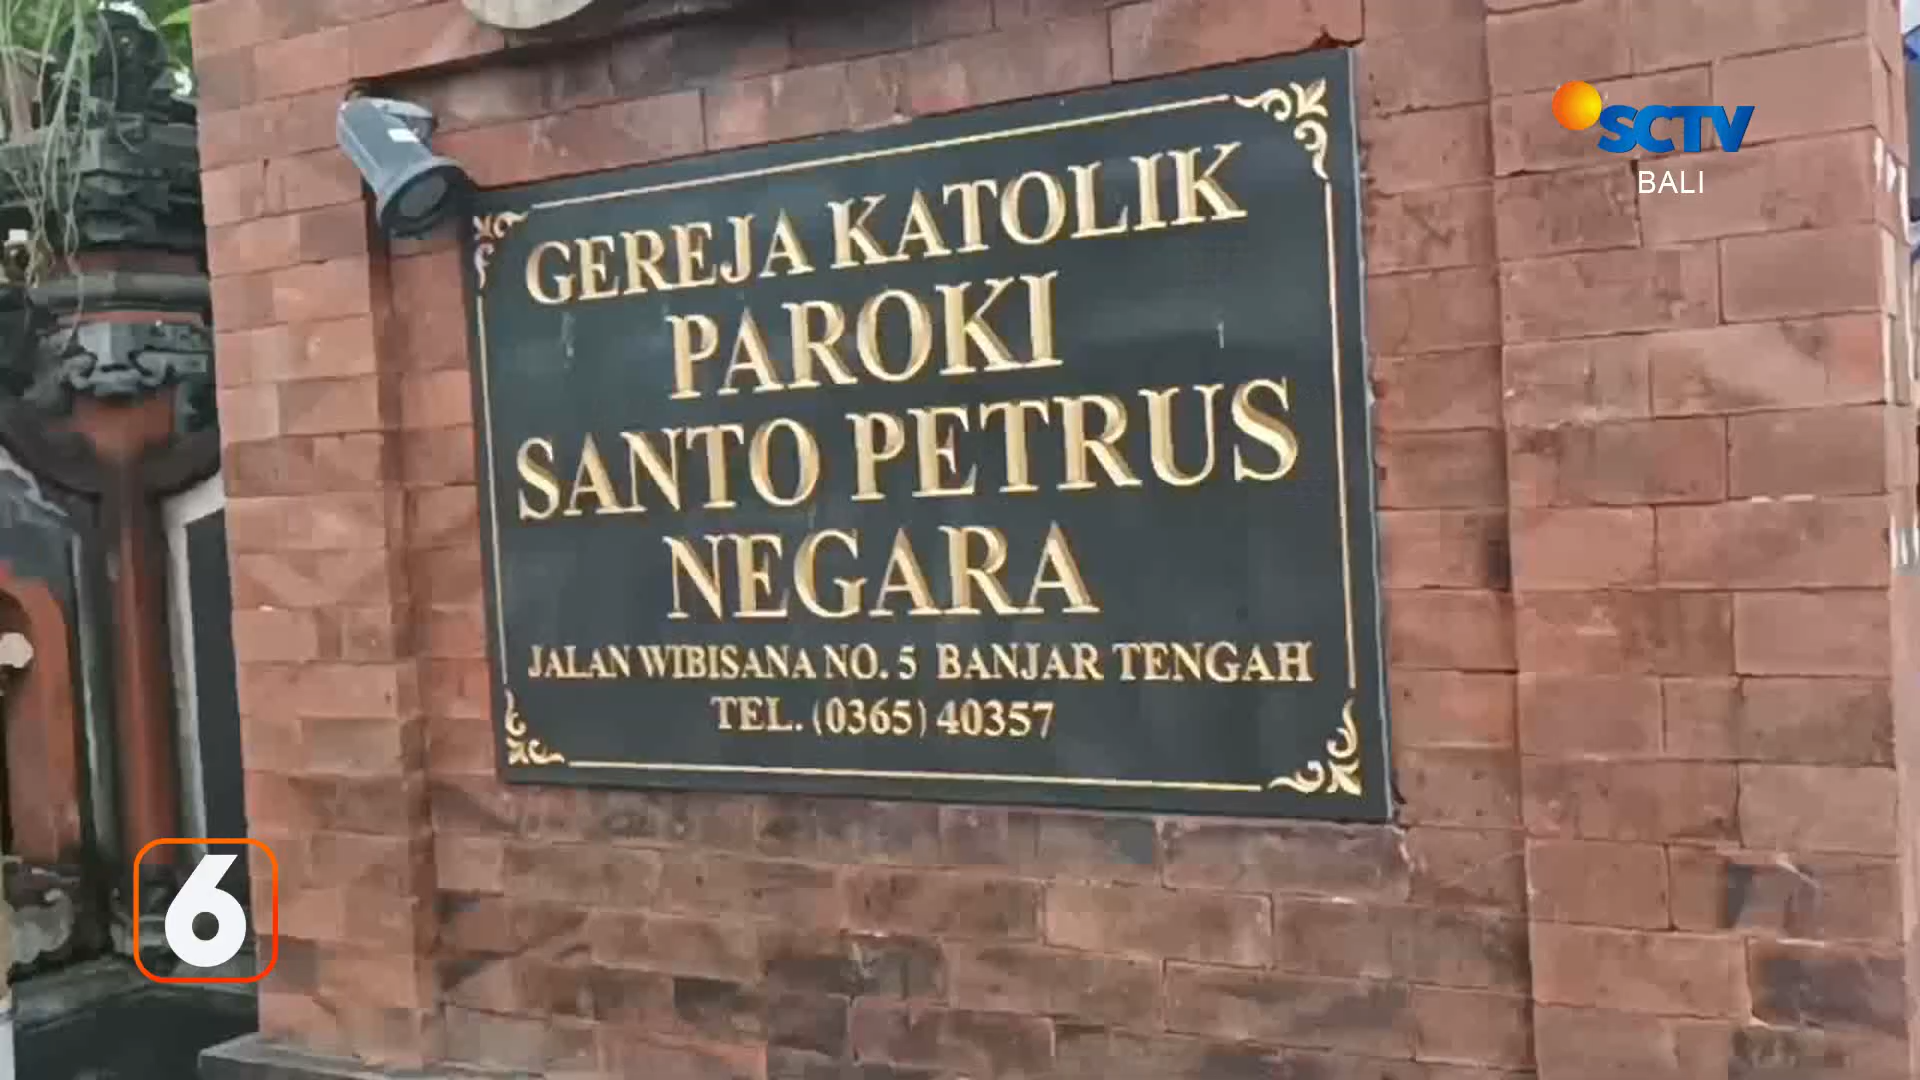 SCTV
BALI
GEREJA KATOLIK
PAROKI
SANTO PETRUS
NEGARA
JALAN WIBISANA NO. 5 BANJAR TENGAH
TEL. (0365) 40357
6